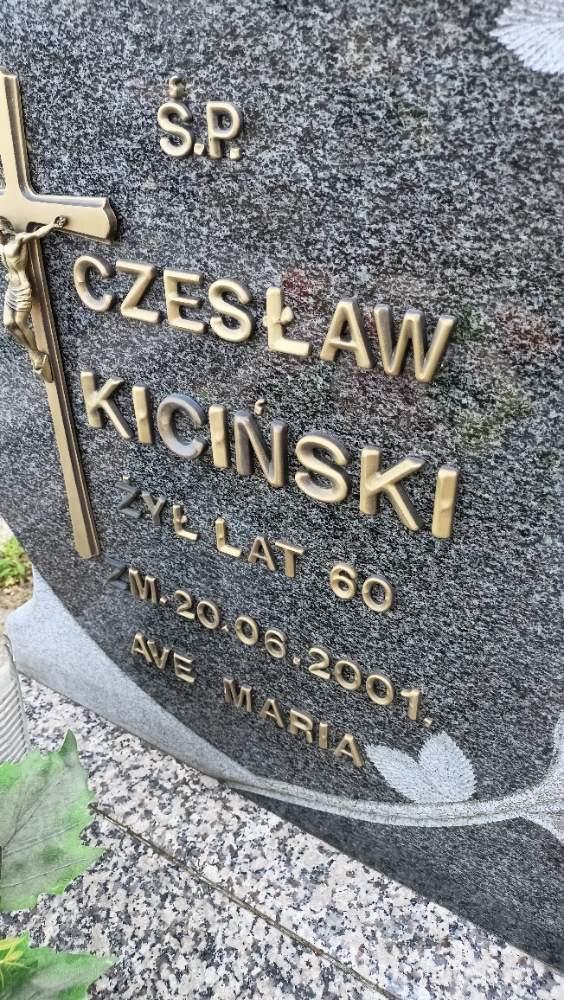 Ś.P.
CZESŁAW
KICIŃSKI
ŻYŁ LAT 60
ZM. 20.06.2001.
AVE MARIA